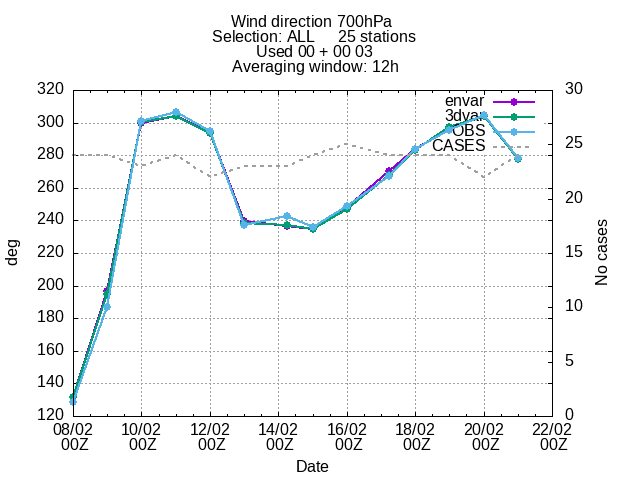 Wind direction 700hPa
Selection: ALL 25 stations
Used 00 + 00 03
Averaging window: 12h
320 30
envar
3dvar
OBS
CASES
300
280
260
240
220
200
180
160
140
120
25
20
15
10
5
0
deg
No cases
08/02 10/02 12/02 14/02 16/02 18/02 20/02 22/02
00Z 00Z 00Z 00Z 00Z 00Z 00Z 00Z
Date